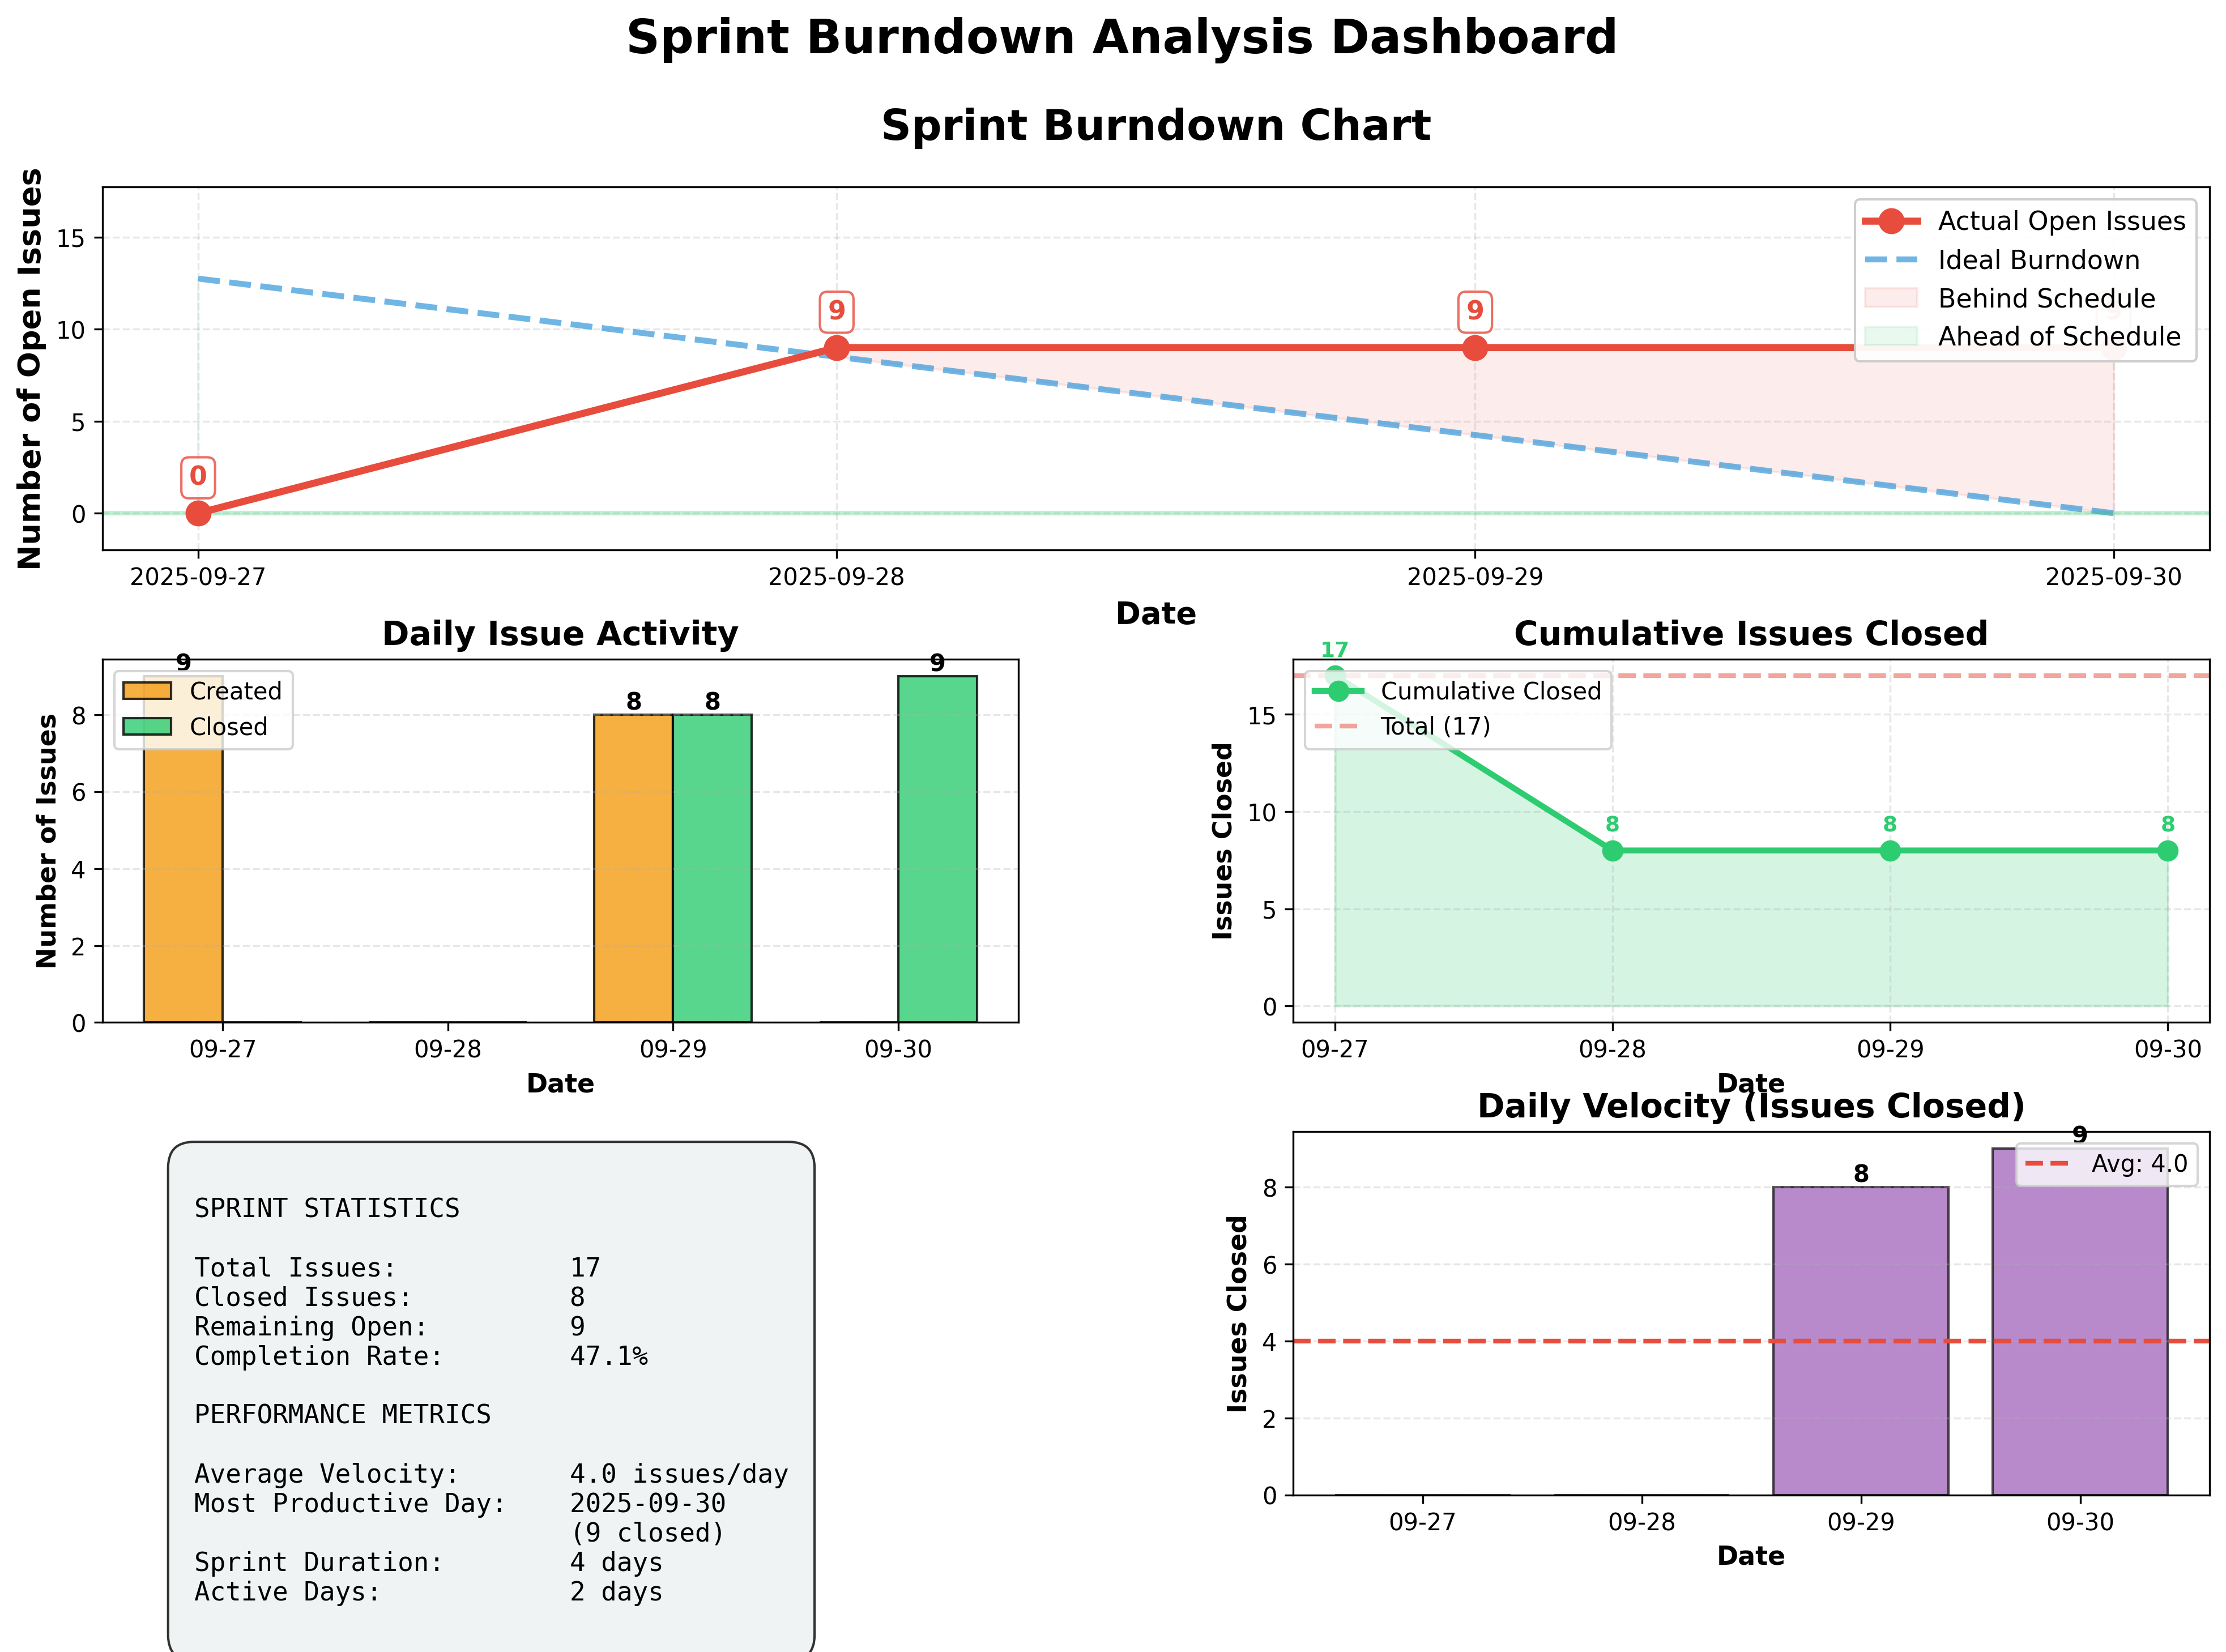 Sprint Burndown Analysis Dashboard
Sprint Burndown Chart
Number of Open Issues
15
10
5
0
0
9
9
9
Actual Open Issues
Ideal Burndown
Behind Schedule
Ahead of Schedule
2025-09-27
2025-09-28
2025-09-29
2025-09-30
Date
Daily Issue Activity
Number of Issues
8
6
4
2
0
9
8
8
9
Created
Closed
09-27
09-28
09-29
09-30
Date
Cumulative Issues Closed
Issues Closed
15
10
5
0
17
8
8
8
Cumulative Closed
Total (17)
09-27
09-28
09-29
09-30
Date
SPRINT STATISTICS
Total Issues: 17
Closed Issues: 8
Remaining Open: 9
Completion Rate: 47.1%
PERFORMANCE METRICS
Average Velocity: 4.0 issues/day
Most Productive Day: 2025-09-30
(9 closed)
Sprint Duration: 4 days
Active Days: 2 days
Daily Velocity (Issues Closed)
Issues Closed
8
6
4
2
0
8
9
Avg: 4.0
09-27
09-28
09-29
09-30
Date